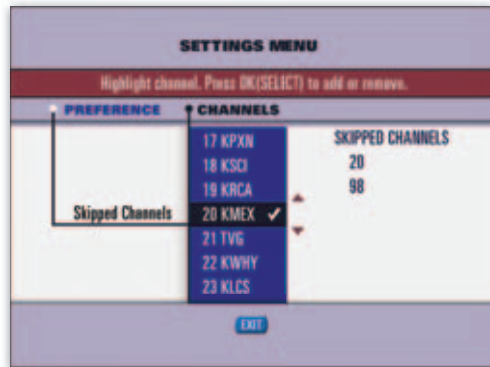 SETTINGS MENU
Highlight channel. Press OK(SELECT) to add or remove.
PREFERENCE CHANNELS
17 KPXN
18 KSCI
19 KRCA
20 KMEX ✓
21 TVG
22 KWHY
23 KLCS
Skipped Channels
SKIPPED CHANNELS
20
98
EXIT